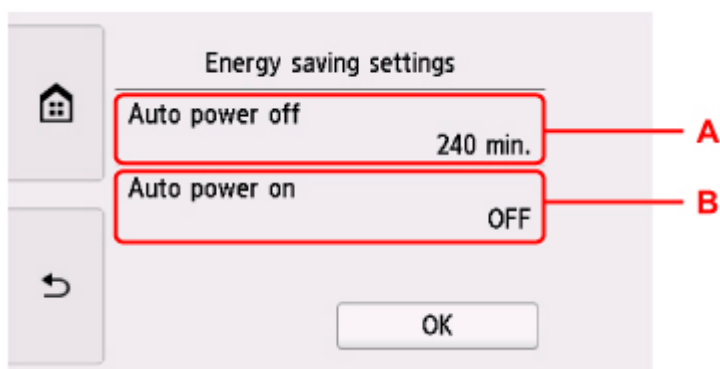 Energy saving settings
Auto power off
240 min.
A
Auto power on
OFF
B
OK